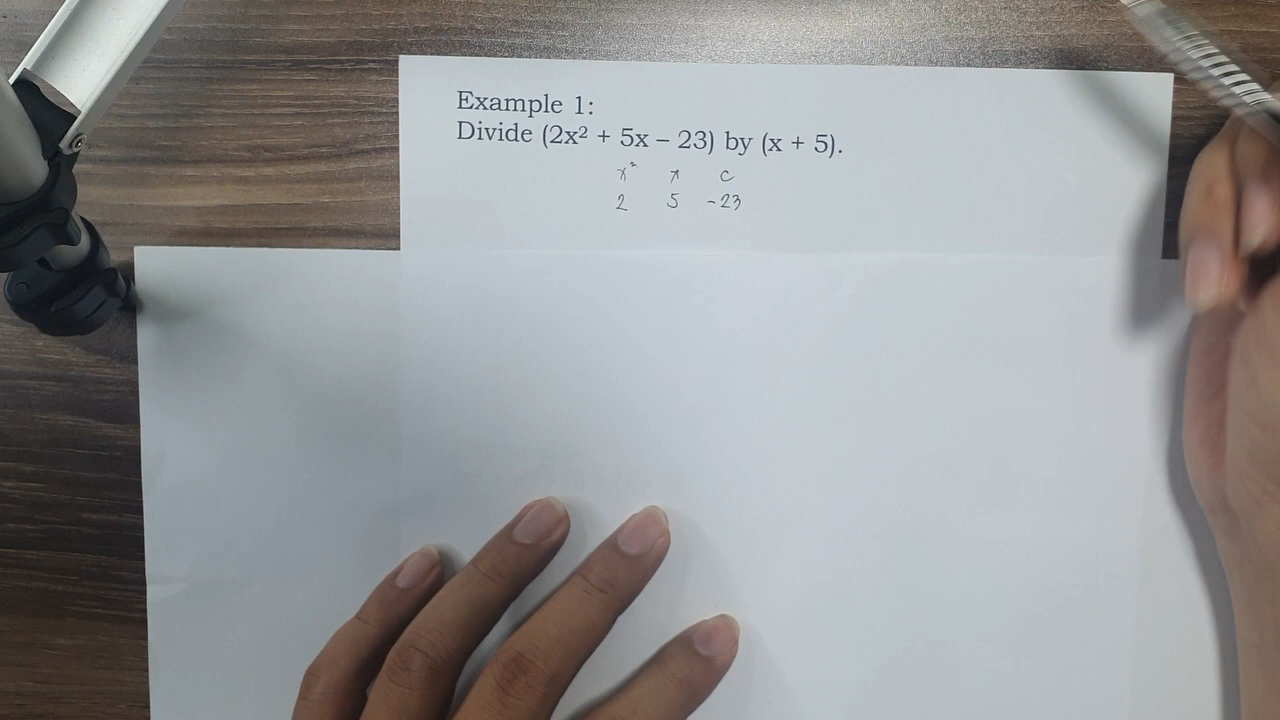 Example 1:
Divide (2x² + 5x – 23) by (x + 5).
x² x c
2 5 -23